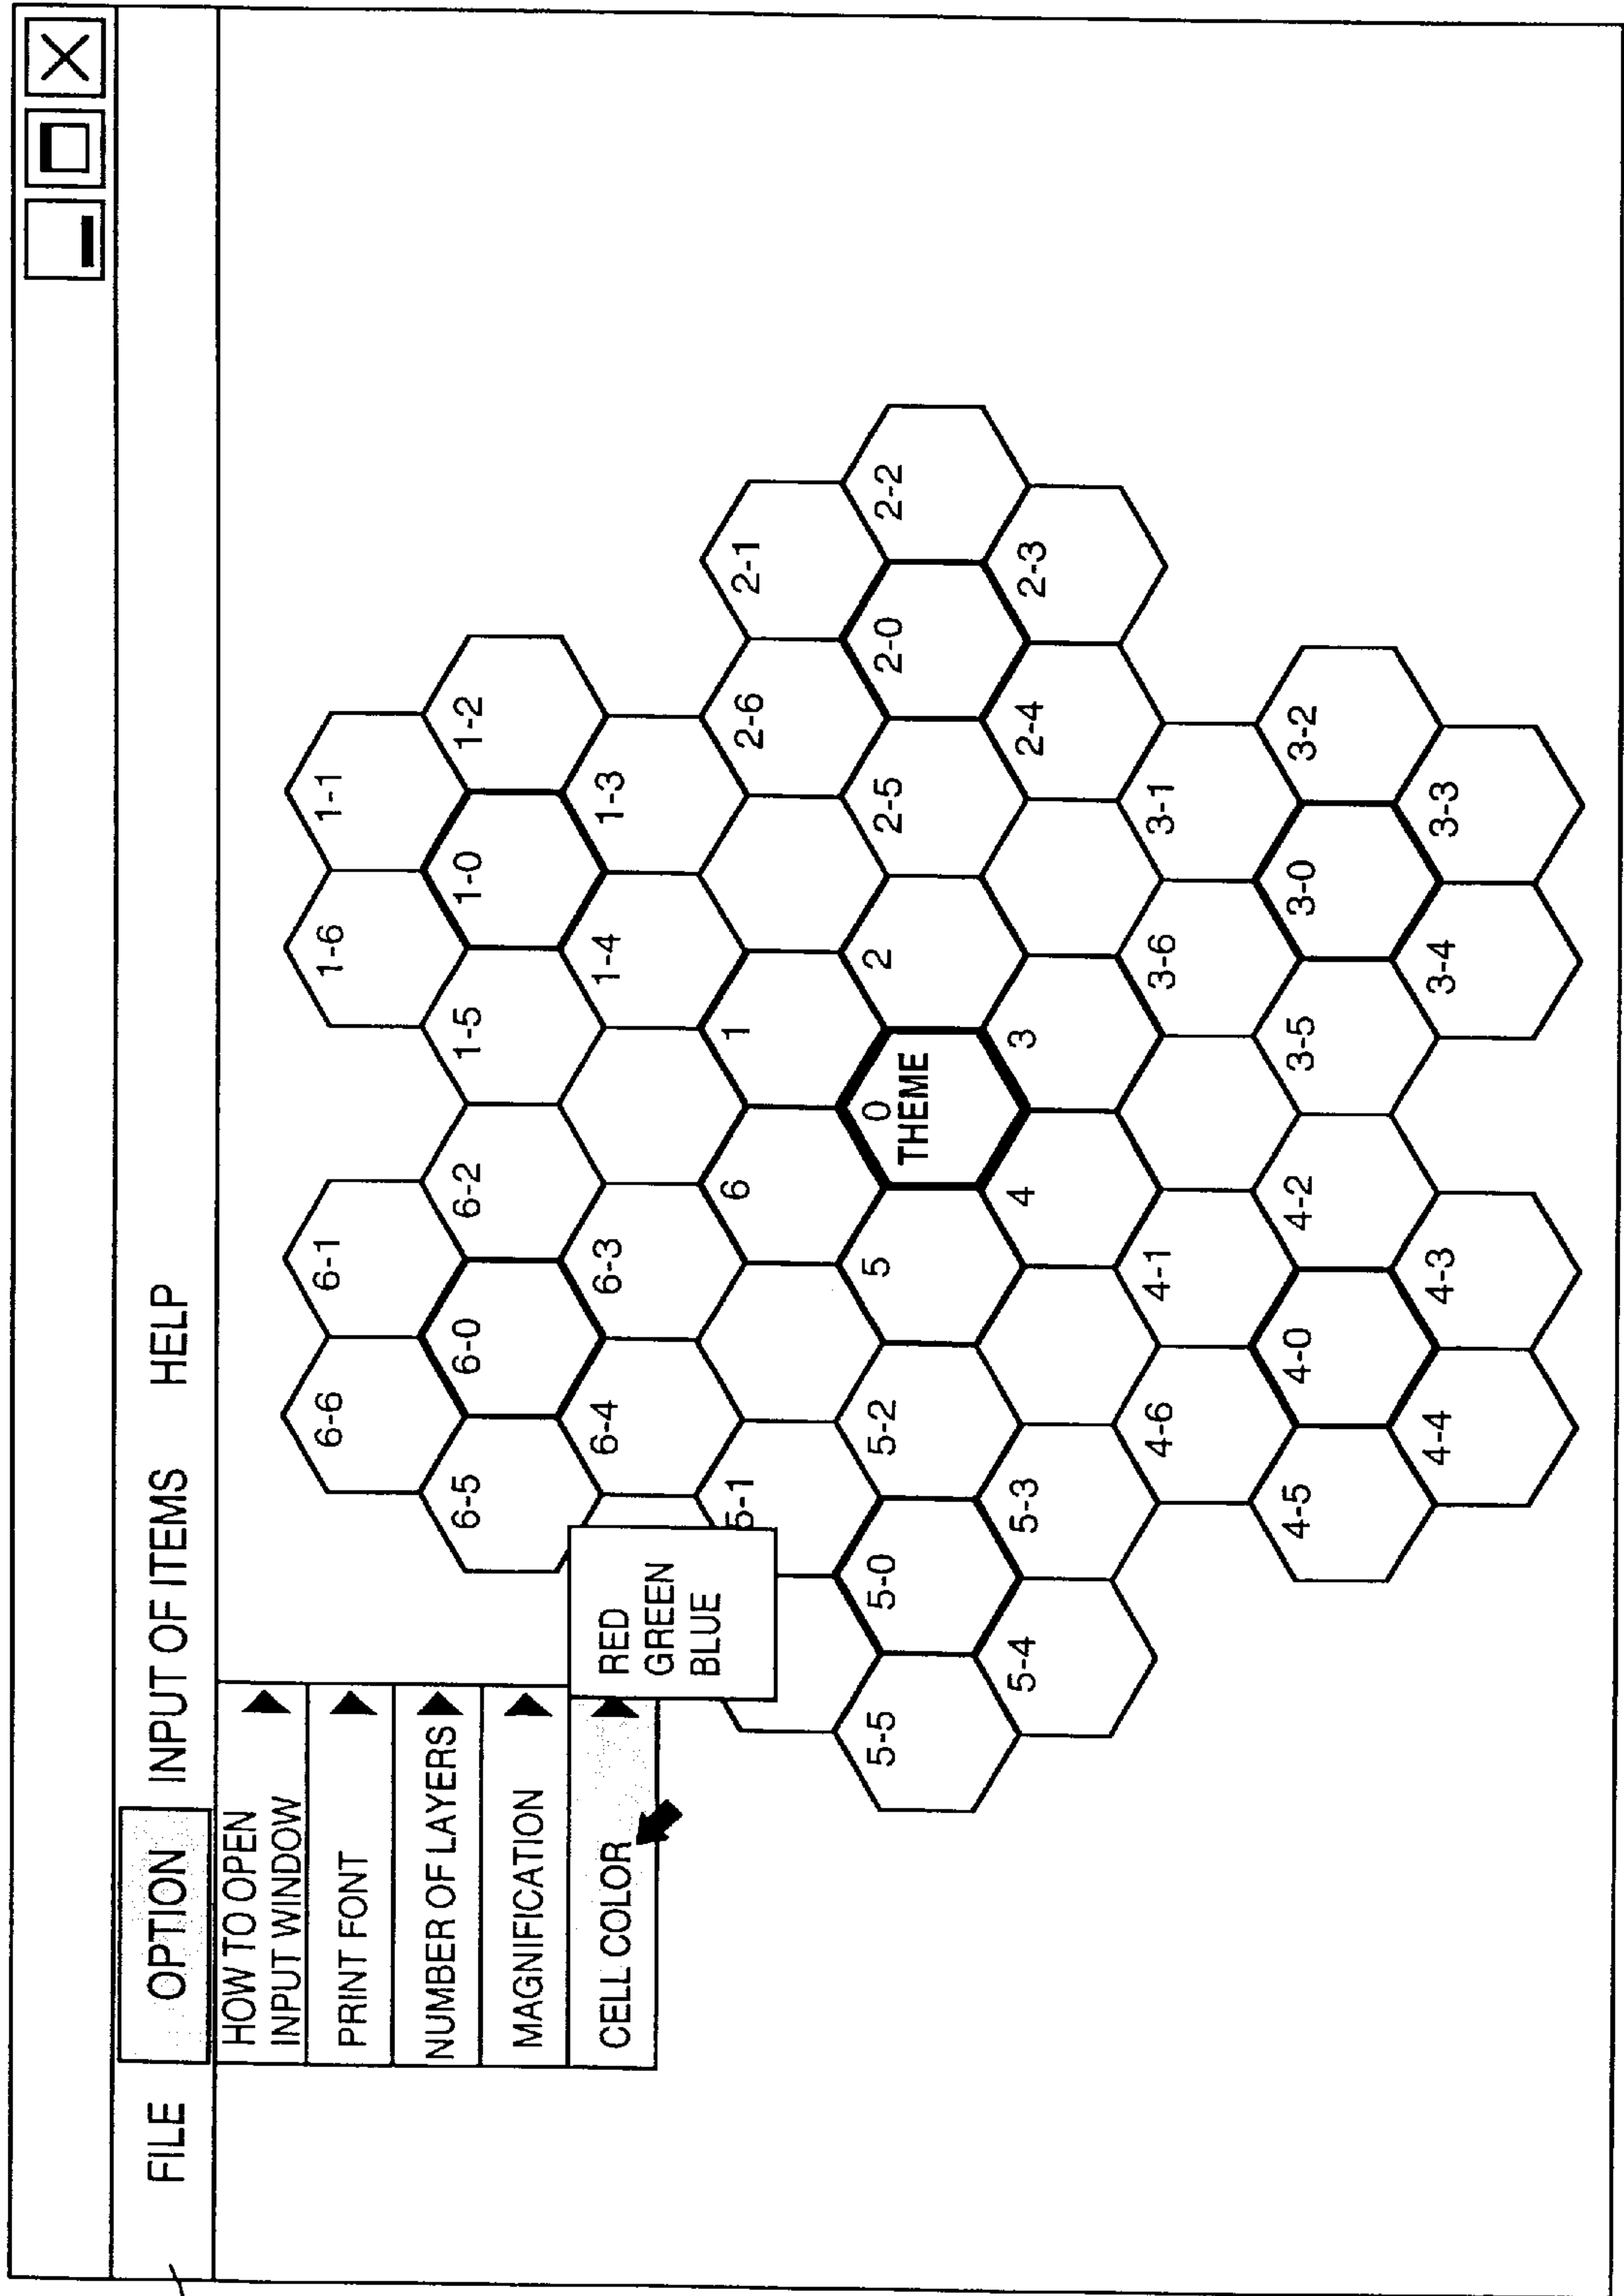 FILE OPTION INPUT OF ITEMS HELP
HOW TO OPEN
INPUT WINDOW
PRINT FONT
NUMBER OF LAYERS
MAGNIFICATION
CELL COLOR
RED
GREEN
BLUE
6-6 6-1 1-6 1-1
6-5 6-0 6-2 1-5 1-0 1-2
6-4 6-3 1-4 1-3
5-1 6 1 2-6 2-1
5-5 5-0 5-2 5 0 2 2-5 2-0 2-2
THEME
5-4 5-3 4 3 2-4 2-3
4-6 4-1 3-6 3-1
4-5 4-0 4-2 3-5 3-0 3-2
4-4 4-3 3-4 3-3